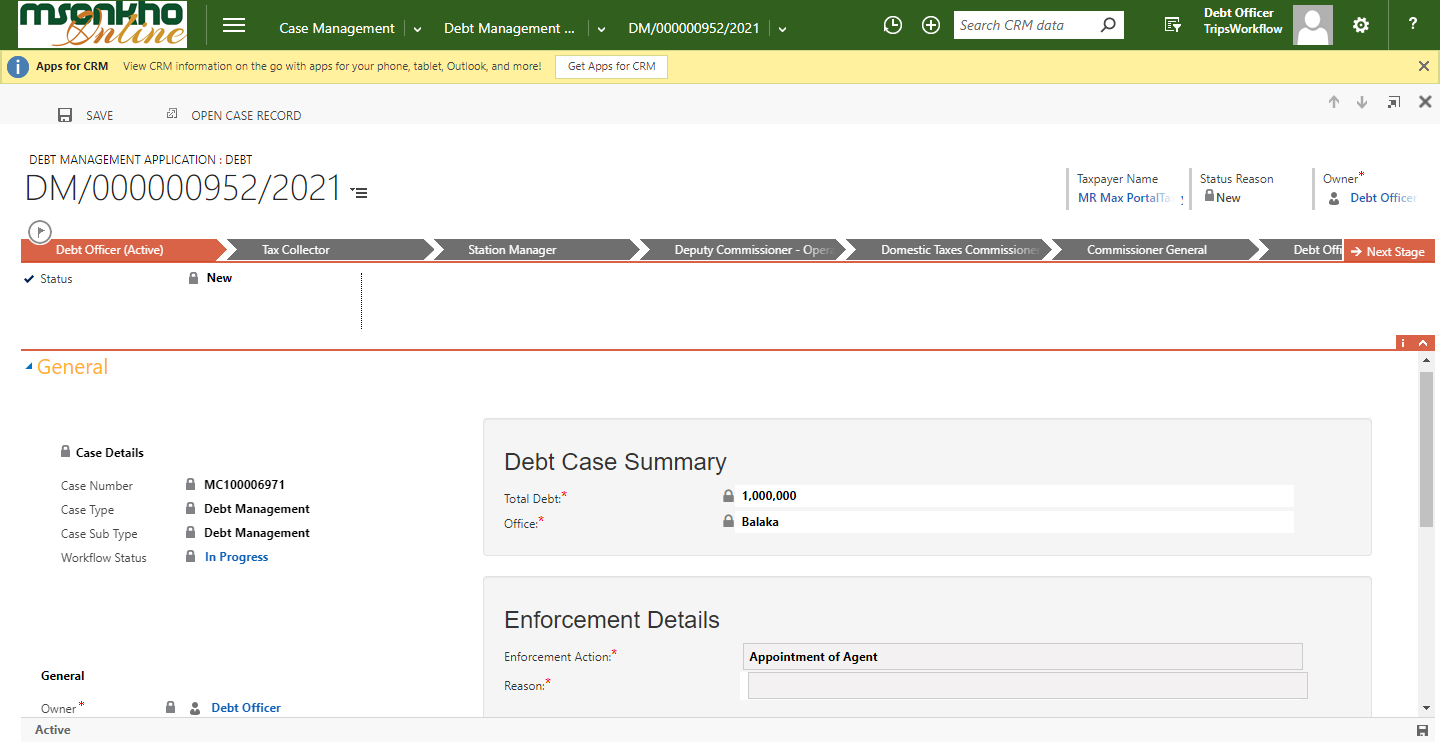 msonkho
Online
Case Management
Debt Management ...
DM/000000952/2021
Search CRM data
Debt Officer
TripsWorkflow
?
Apps for CRM
View CRM information on the go with apps for your phone, tablet, Outlook, and more!
Get Apps for CRM
SAVE
OPEN CASE RECORD
DEBT MANAGEMENT APPLICATION : DEBT
DM/000000952/2021
Taxpayer Name
MR Max PortalTa
Status Reason
New
Owner*
Debt Officer
Debt Officer (Active)
Tax Collector
Station Manager
Deputy Commissioner - Oper
Domestic Taxes Commissioner
Commissioner General
Debt Offi
Next Stage
Status
New
General
Case Details
Case Number
MC100006971
Case Type
Debt Management
Case Sub Type
Debt Management
Workflow Status
In Progress
General
Owner*
Debt Officer
Debt Case Summary
Total Debt:*
1,000,000
Office:*
Balaka
Enforcement Details
Enforcement Action:*
Appointment of Agent
Reason:*
Active